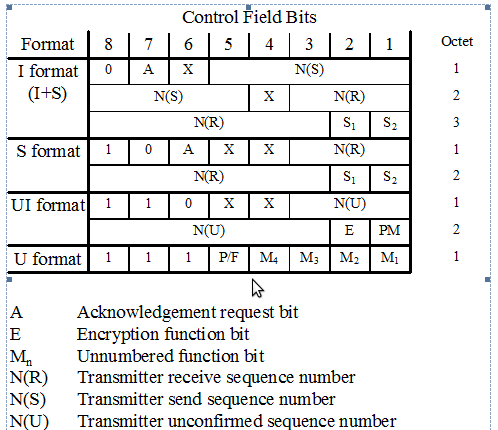 Control Field Bits
Format 8 7 6 5 4 3 2 1 Octet
I format 0 A X N(S) 1
(I+S) N(S) X N(R) 2
N(R) S1 S2 3
S format 1 0 A X X N(R) 1
N(R) S1 S2 2
UI format 1 1 0 X X N(U) 1
N(U) E PM 2
U format 1 1 1 P/F M4 M3 M2 M1 1
A Acknowledgement request bit
E Encryption function bit
Mn Unnumbered function bit
N(R) Transmitter receive sequence number
N(S) Transmitter send sequence number
N(U) Transmitter unconfirmed sequence number